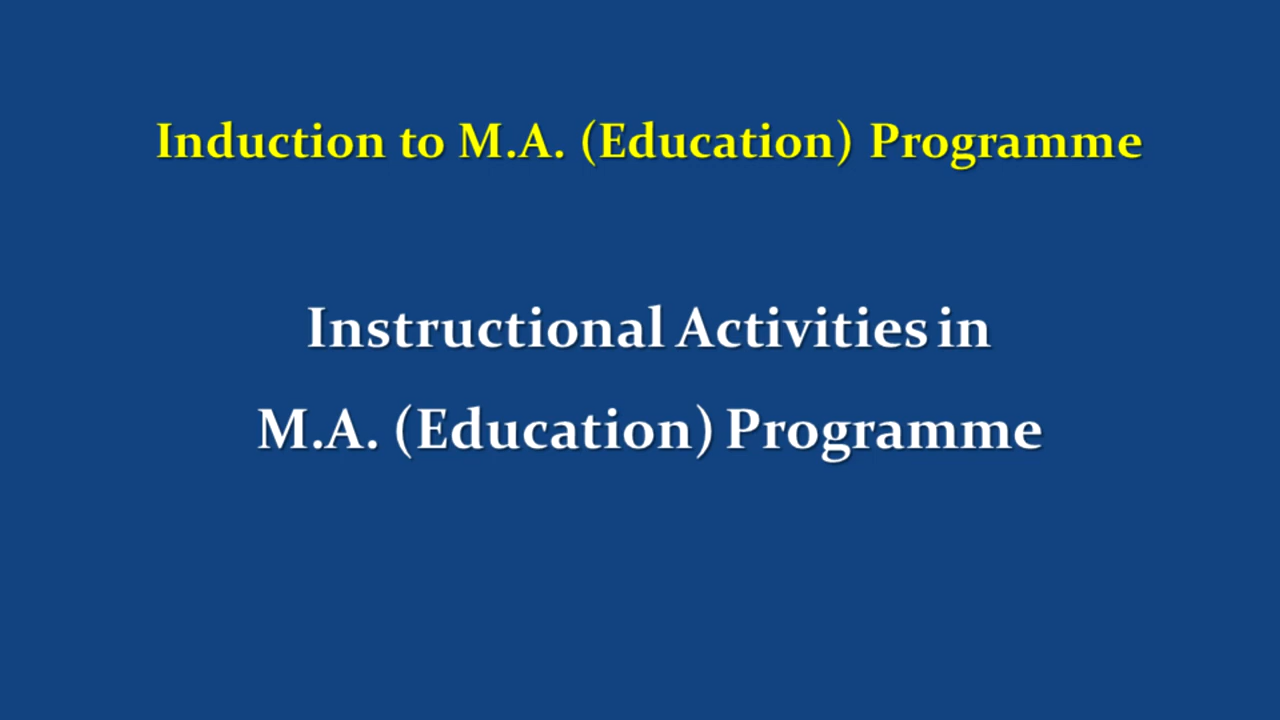 Induction to M.A. (Education) Programme
Instructional Activities in
M.A. (Education) Programme